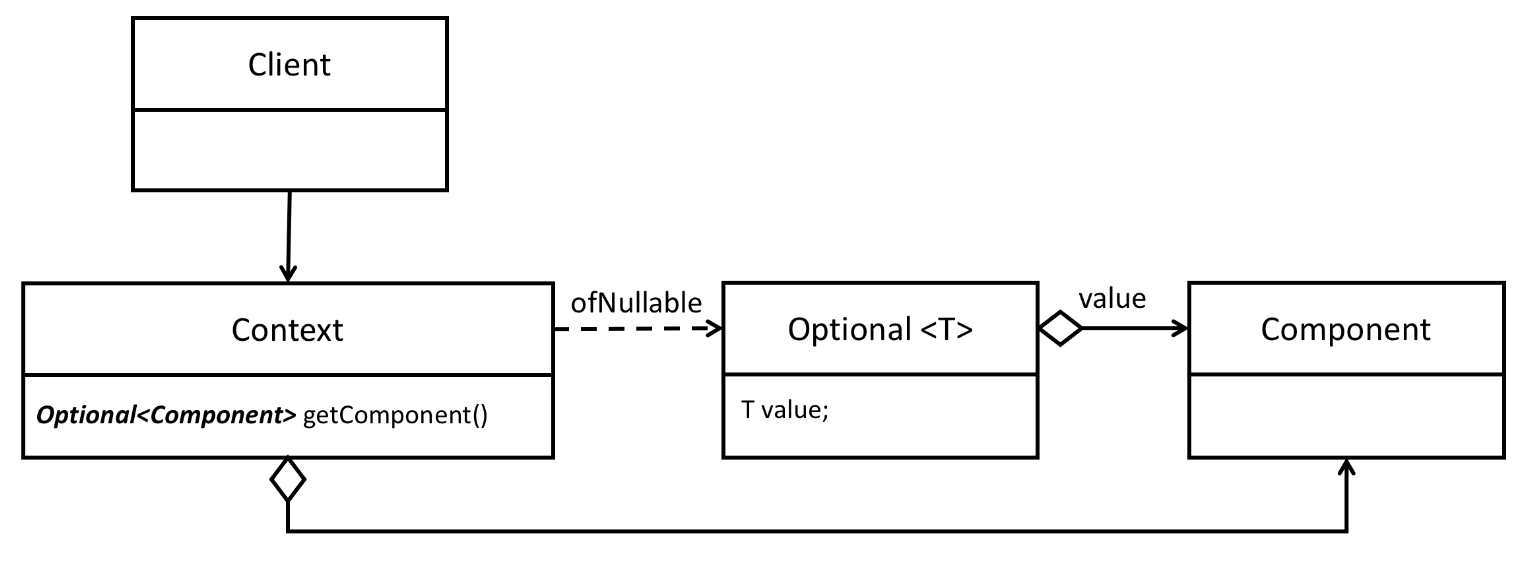 Client
Context
ofNullable
Optional <T>
value
Component
Optional<Component> getComponent()
T value;